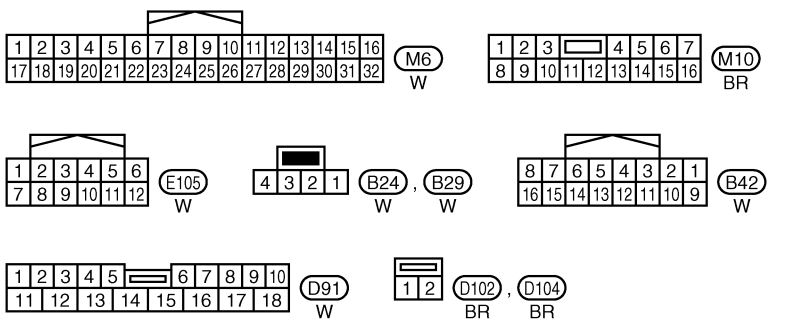 1 2 3 4 5 6 7 8 9 10 11 12 13 14 15 16
17 18 19 20 21 22 23 24 25 26 27 28 29 30 31 32
M6
W
1 2 3 4 5 6 7
8 9 10 11 12 13 14 15 16
M10
BR
1 2 3 4 5 6
7 8 9 10 11 12
E105
W
4 3 2 1
B24 , B29
W W
8 7 6 5 4 3 2 1
16 15 14 13 12 11 10 9
B42
W
1 2 3 4 5 6 7 8 9 10
11 12 13 14 15 16 17 18
D91
W
1 2
D102 , D104
BR BR